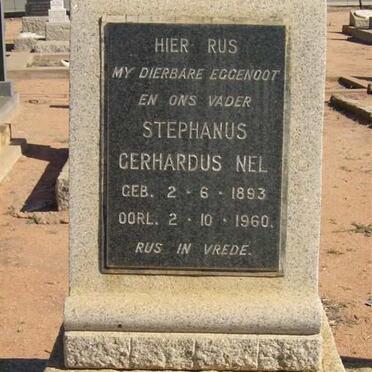 HIER RUS
MY DIERBARE EGGENOOT
EN ONS VADER
STEPHANUS
GERHARDUS NEL
GEB. 2-6-1893
OORL. 2-10-1960.
RUS IN VREDE.